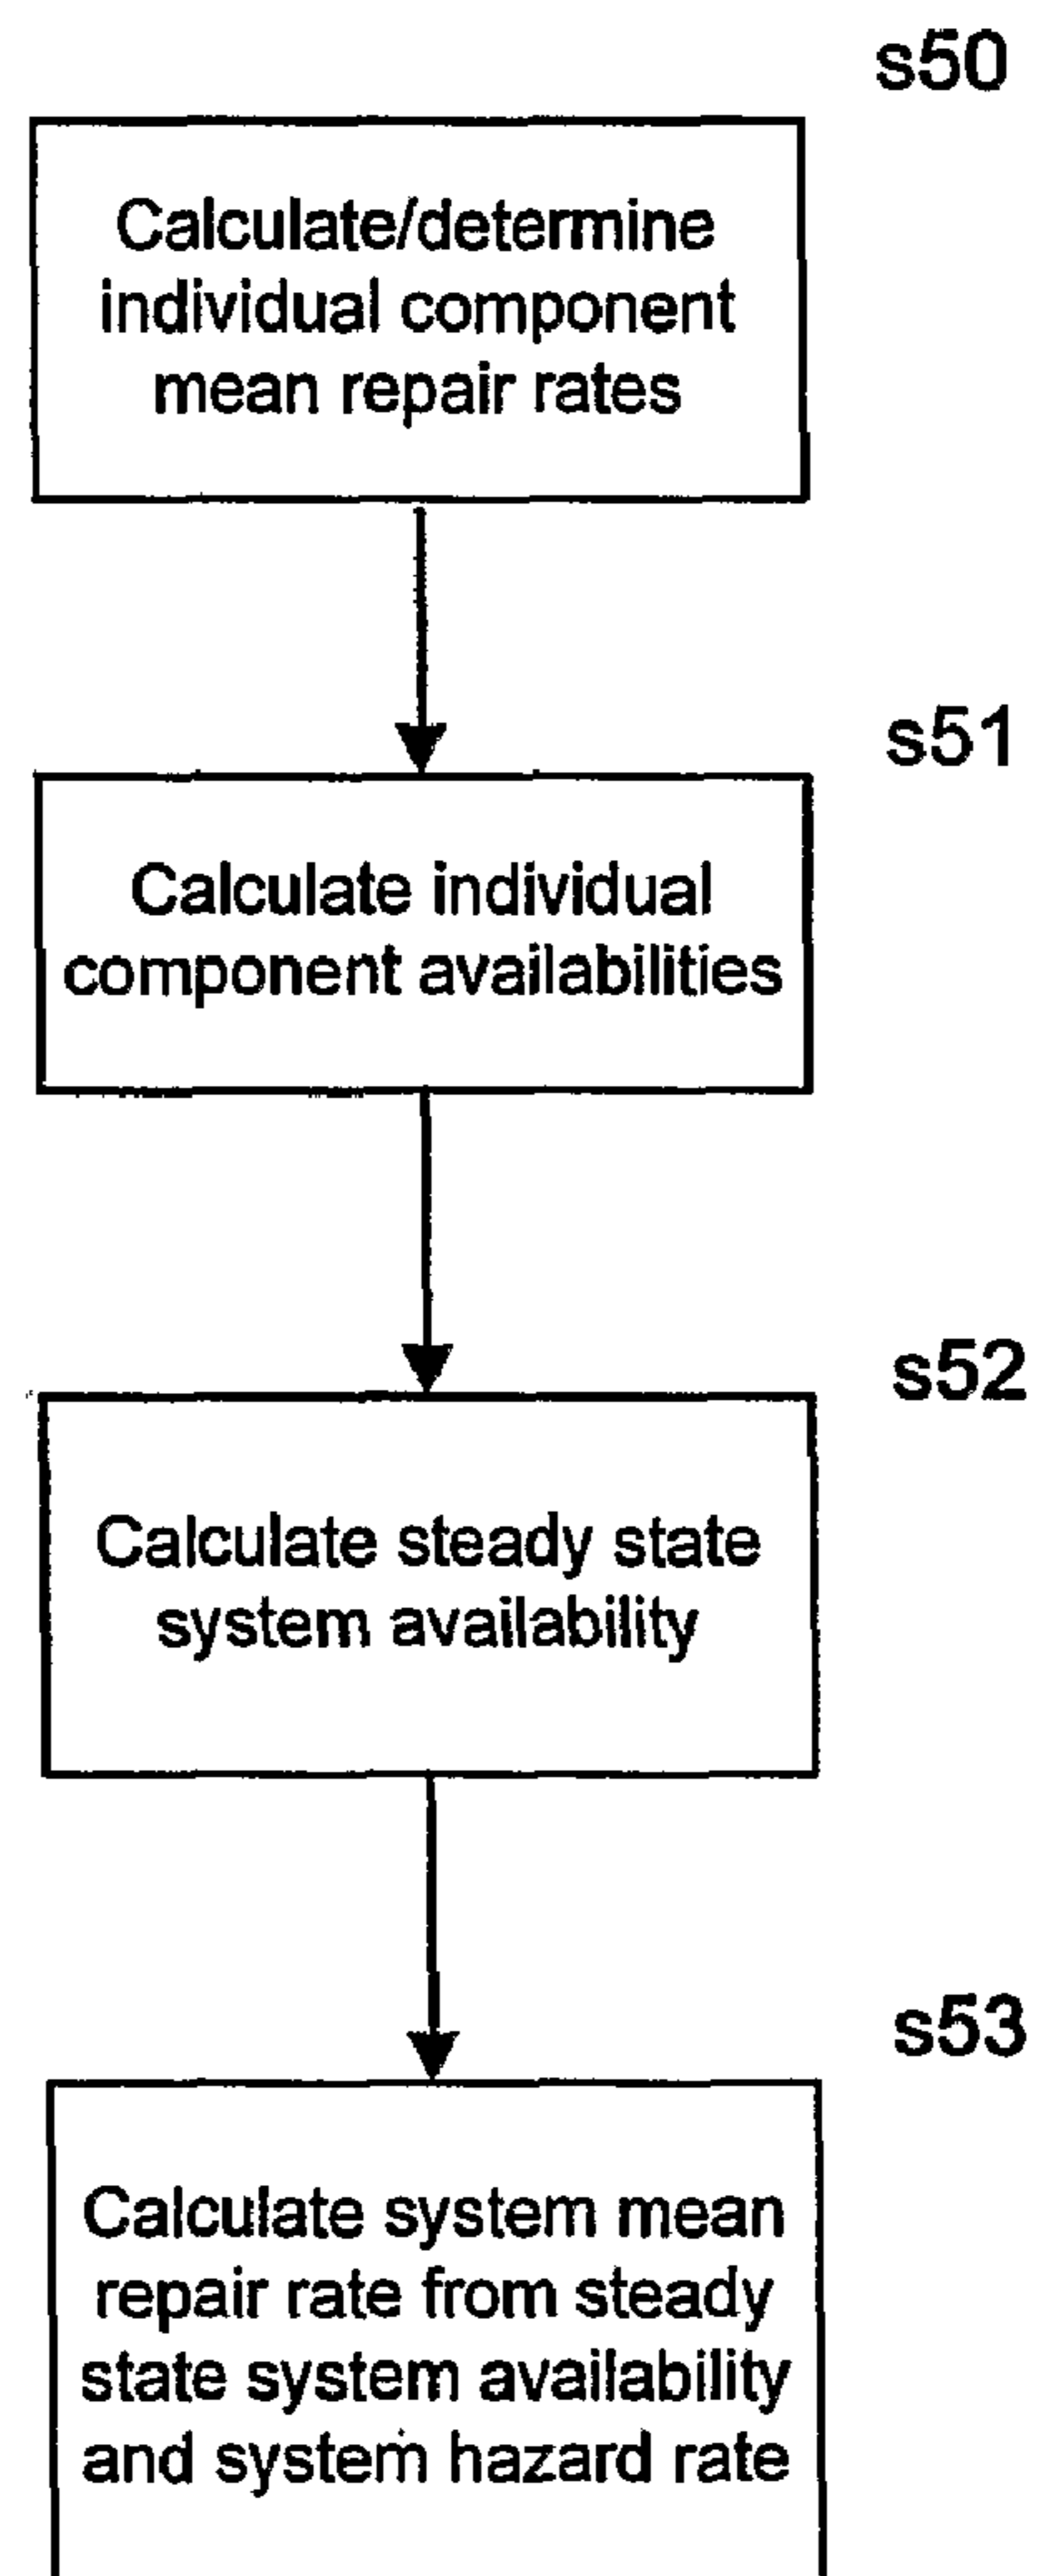 s50
Calculate/determine
individual component
mean repair rates
s51
Calculate individual
component availabilities
s52
Calculate steady state
system availability
s53
Calculate system mean
repair rate from steady
state system availability
and system hazard rate